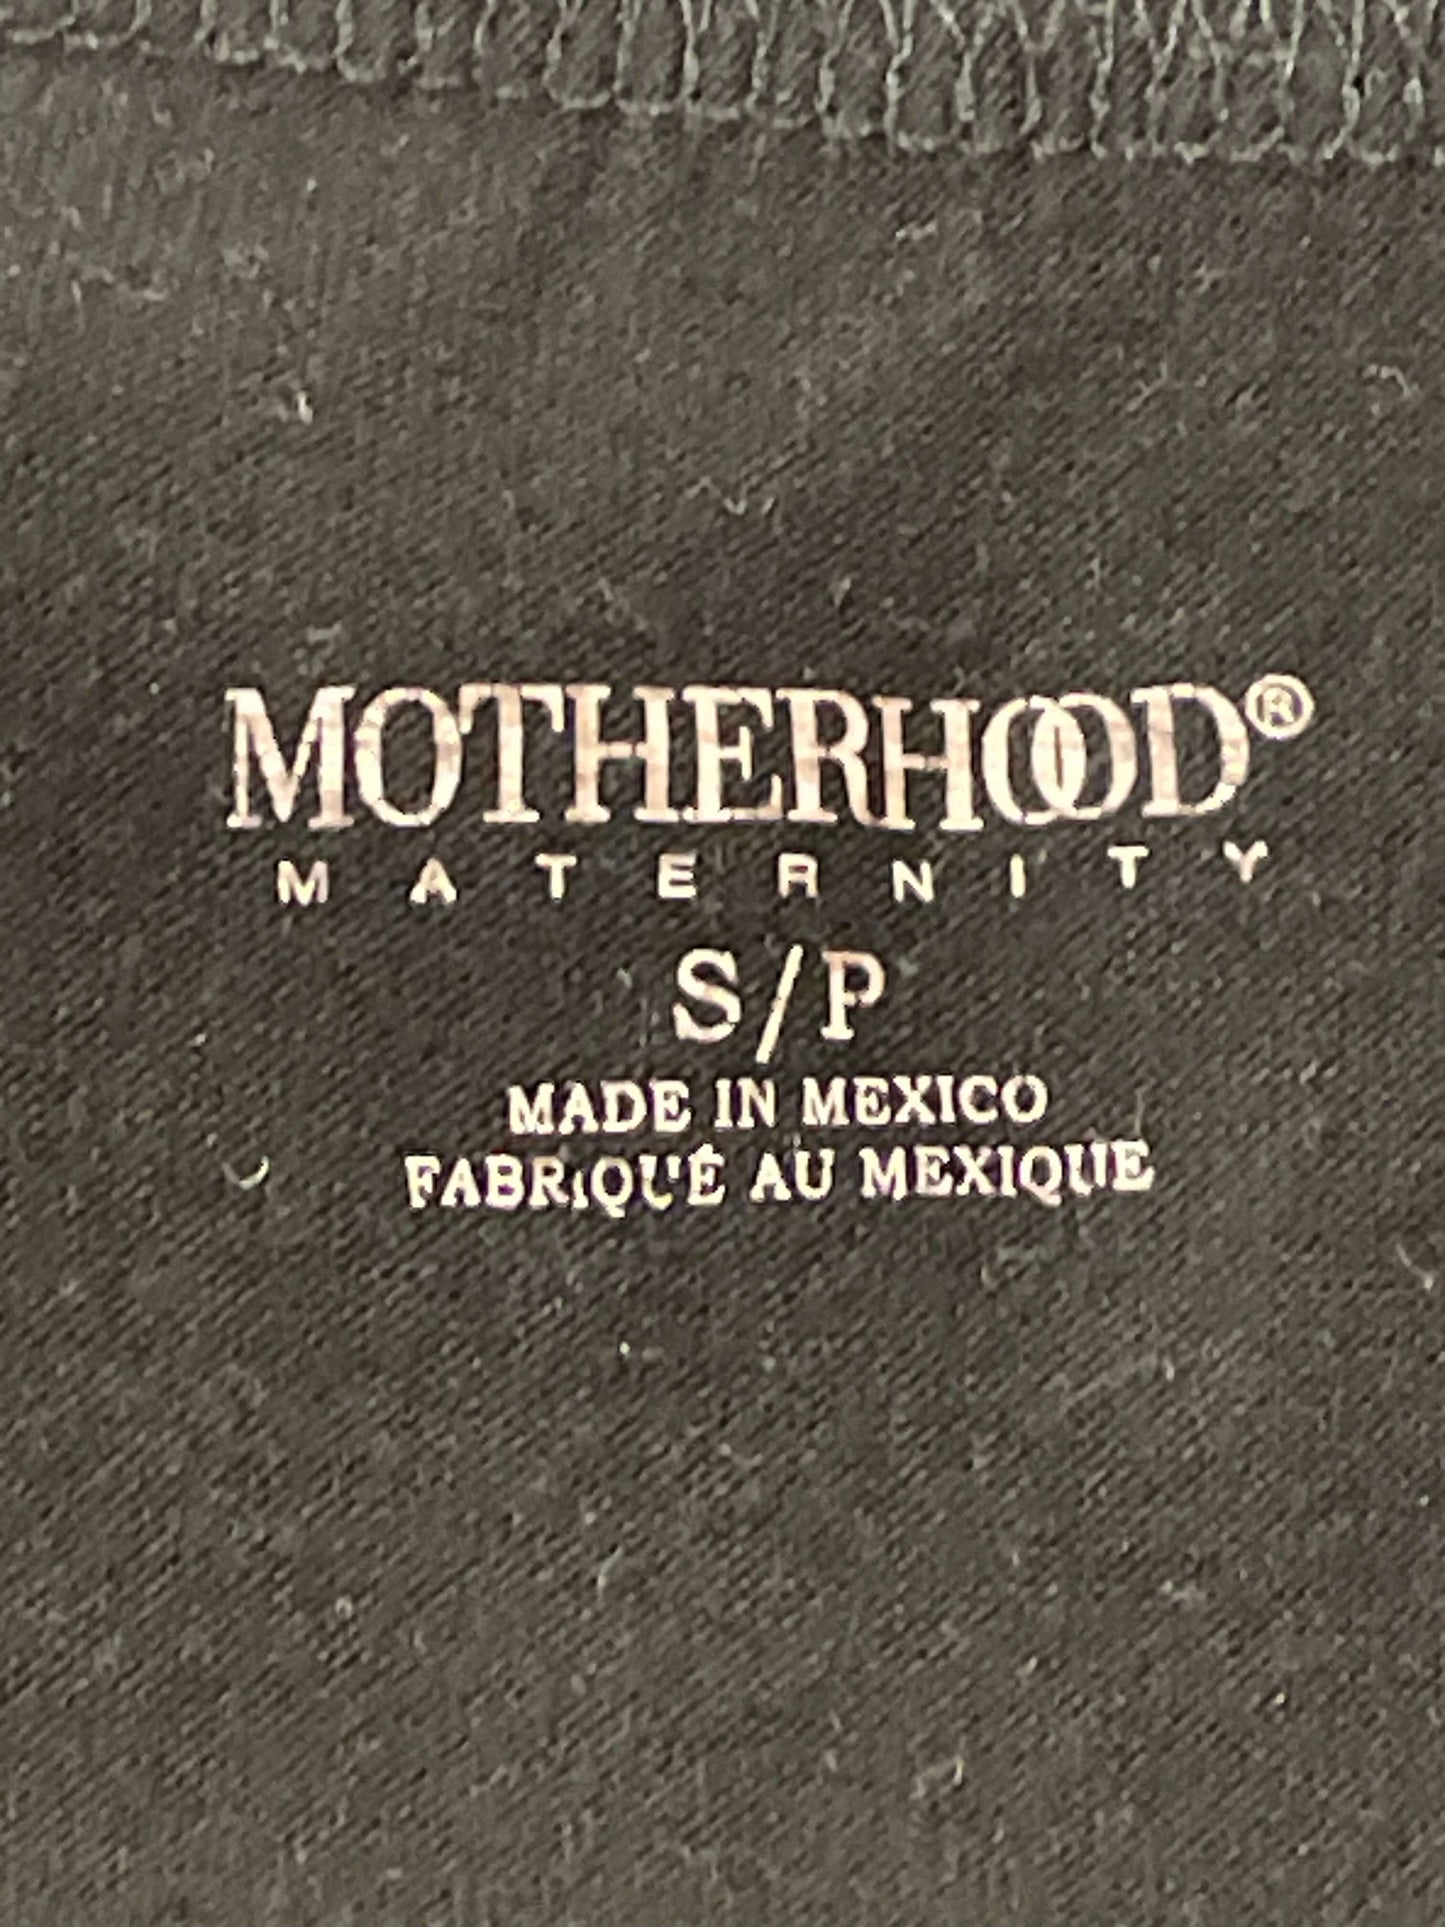 MOTHERHOOD®
MATERNITY
S/P
MADE IN MEXICO
FABRIQUÉ AU MEXIQUE